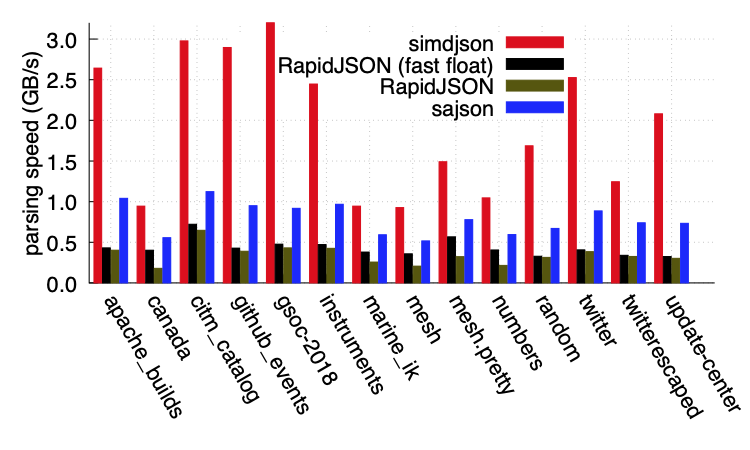 parsing speed (GB/s)
3.0
2.5
2.0
1.5
1.0
0.5
0.0
simdjson
RapidJSON (fast float)
RapidJSON
sajson
apache_builds
canada
citm_catalog
github_events
gsoc-2018
instruments
marine_ik
mesh
mesh.pretty
numbers
random
twitter
twitterescaped
update-center